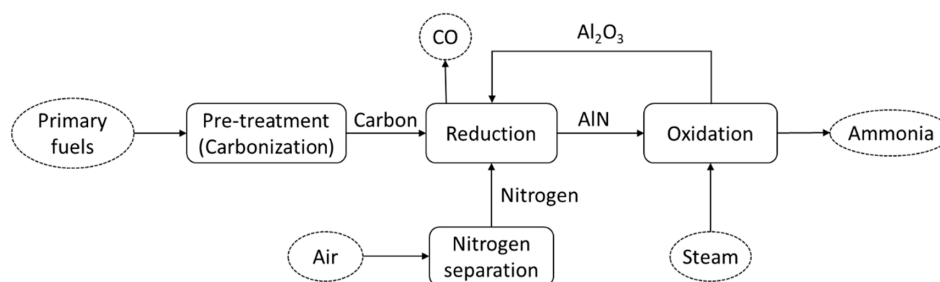 CO
Al₂O₃
Primary
fuels
Pre-treatment
(Carbonization)
Carbon
Reduction
AlN
Oxidation
Ammonia
Nitrogen
Air
Nitrogen
separation
Steam